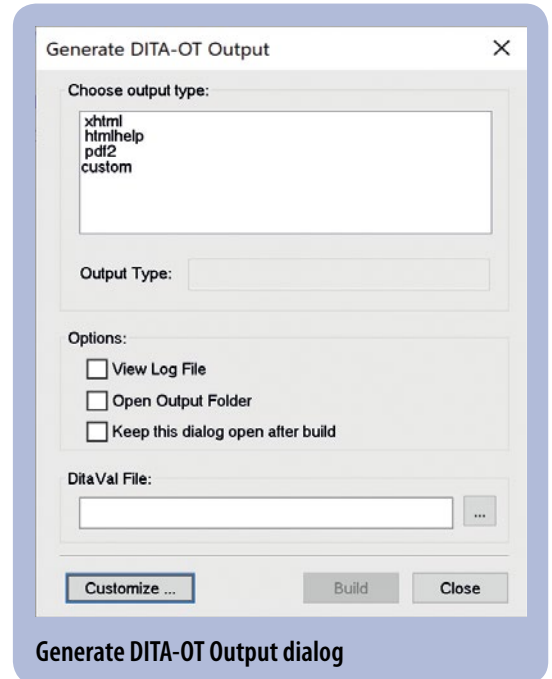 Generate DITA-OT Output
Choose output type:
xhtml
htmlhelp
pdf2
custom
Output Type:
Options:
View Log File
Open Output Folder
Keep this dialog open after build
DitaVal File:
...
Customize ... Build Close
Generate DITA-OT Output dialog